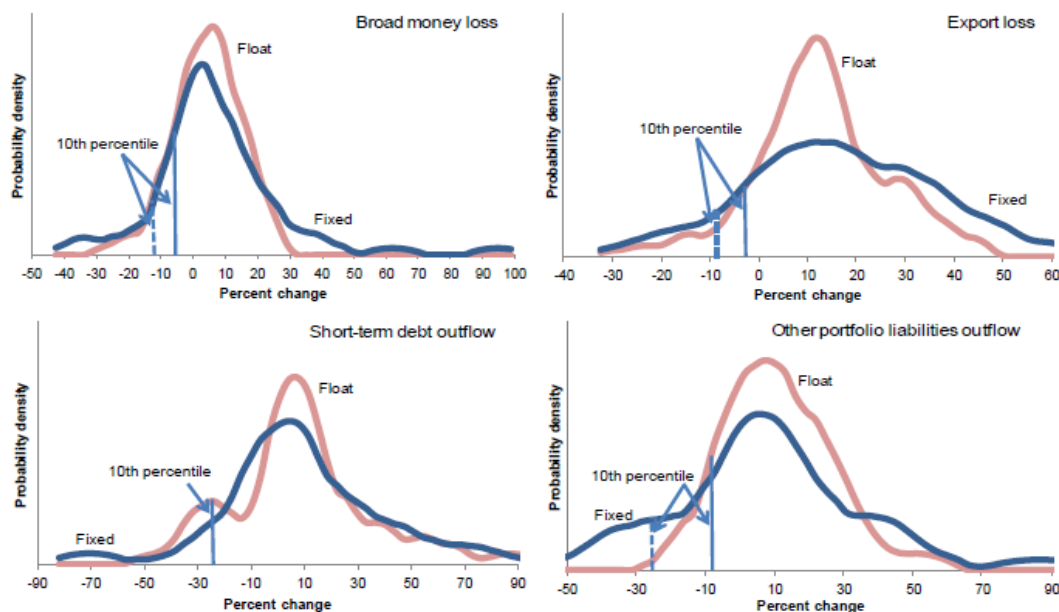 Broad money loss
Probability density
Float
10th percentile
Fixed
-50 -40 -30 -20 -10 0 10 20 30 40 50 60 70 80 90 100
Percent change
Export loss
Probability density
Float
10th percentile
Fixed
-40 -30 -20 -10 0 10 20 30 40 50 60
Percent change
Short-term debt outflow
Probability density
Float
10th percentile
Fixed
-90 -70 -50 -30 -10 10 30 50 70 90
Percent change
Other portfolio liabilities outflow
Probability density
Float
10th percentile
Fixed
-50 -30 -10 10 30 50 70 90
Percent change